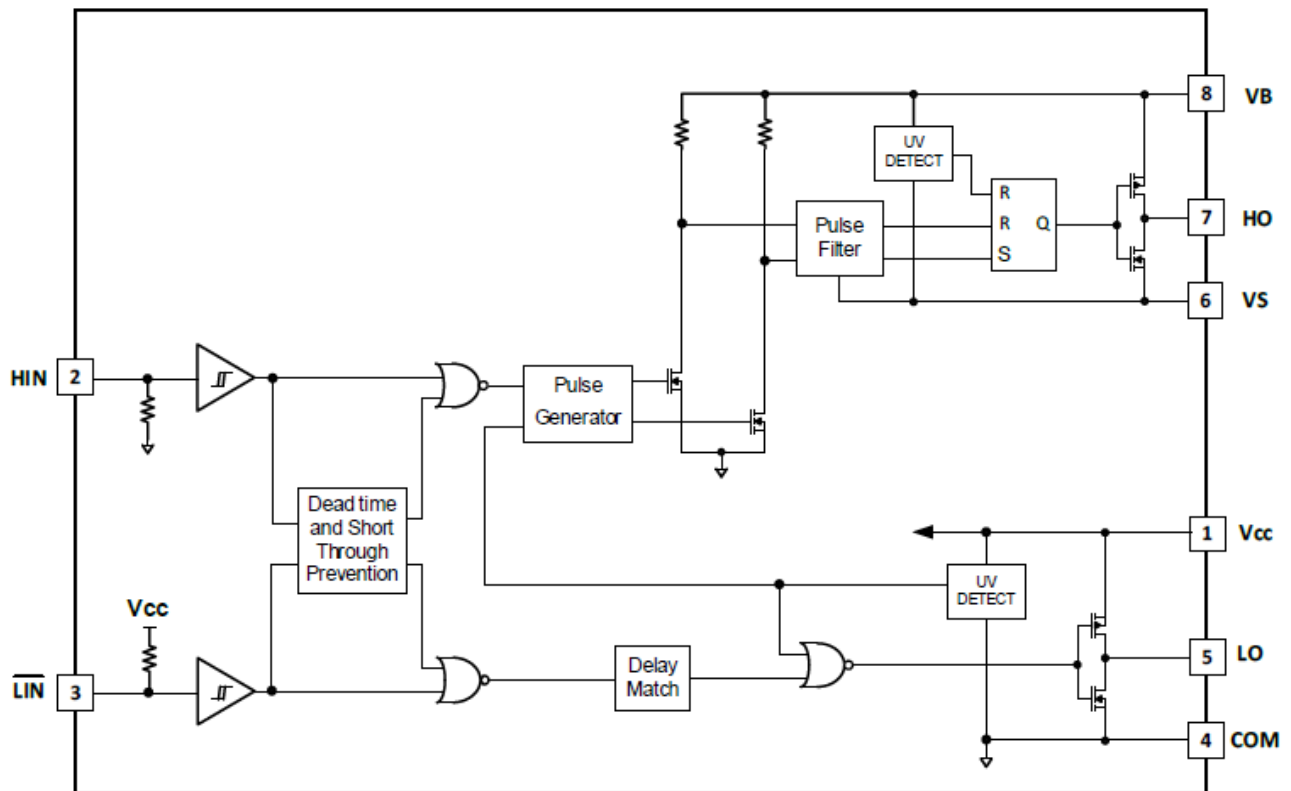 8 VB
UV
DETECT
R
R Q
S
Pulse
Filter
7 HO
6 VS
HIN 2
Pulse
Generator
Dead time
and Short
Through
Prevention
1 Vcc
UV
DETECT
Vcc
LIN 3
Delay
Match
5 LO
4 COM